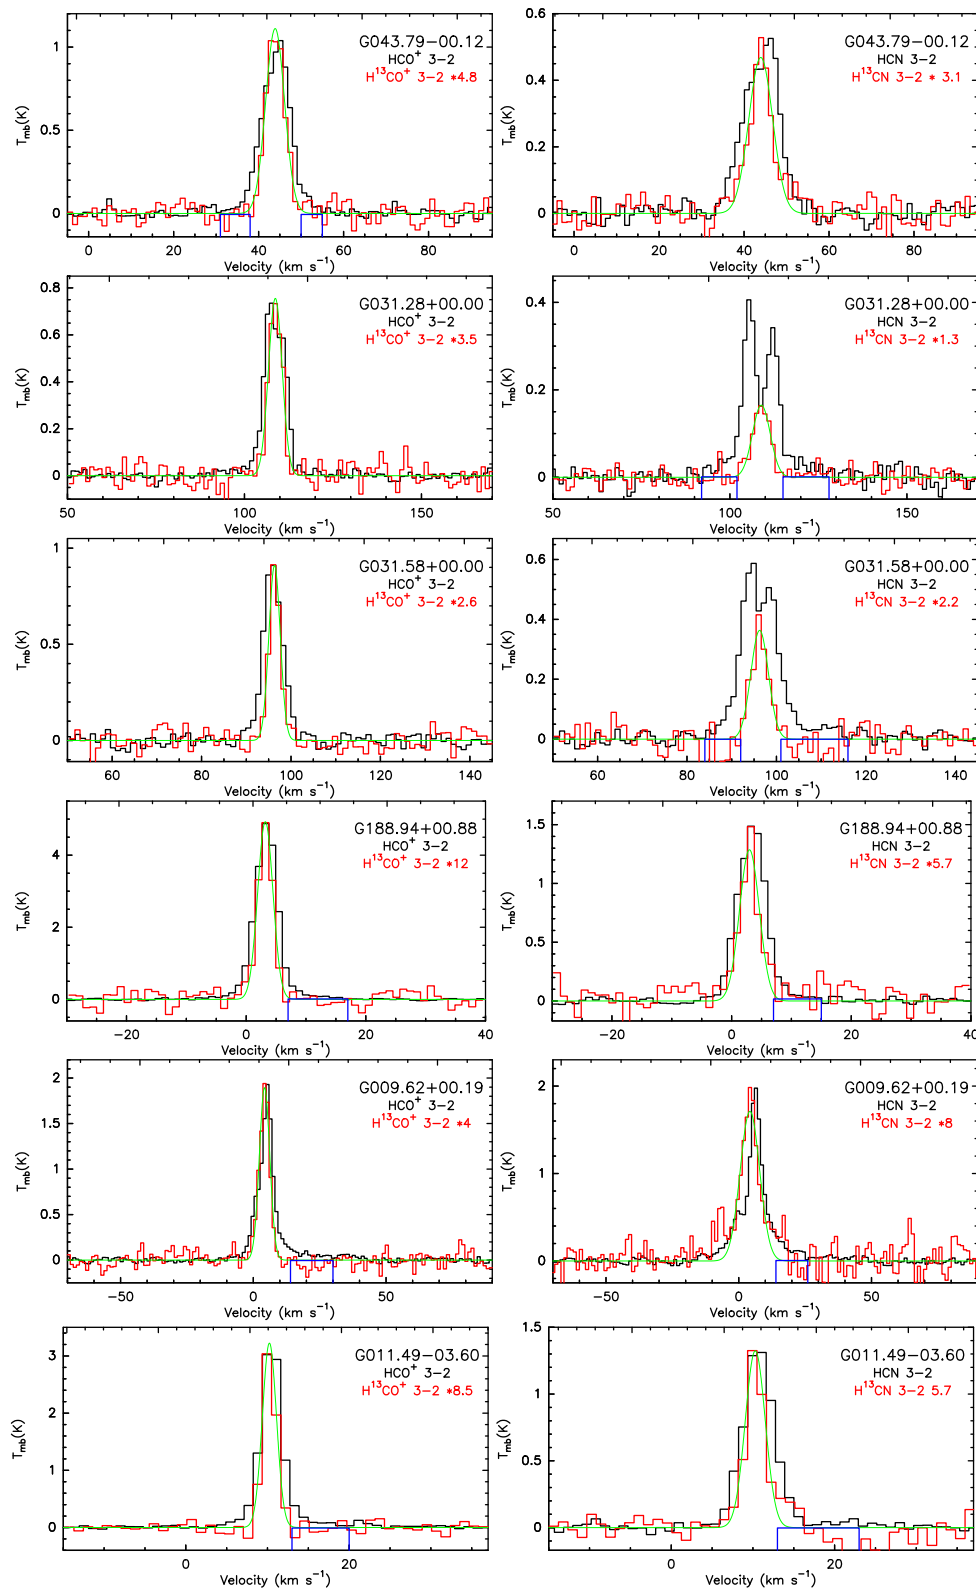 G043.79−00.12
HCO⁺ 3−2
H¹³CO⁺ 3−2 *4.8
T_mb(K)
1
0.5
0
0 20 40 60 80
Velocity (km s⁻¹)
G043.79−00.12
HCN 3−2
H¹³CN 3−2 * 3.1
T_mb(K)
0.6
0.4
0.2
0
0 20 40 60 80
Velocity (km s⁻¹)
G031.28+00.00
HCO⁺ 3−2
H¹³CO⁺ 3−2 *3.5
T_mb(K)
0.8
0.6
0.4
0.2
0
50 100 150
Velocity (km s⁻¹)
G031.28+00.00
HCN 3−2
H¹³CN 3−2 *1.3
T_mb(K)
0.4
0.2
0
50 100 150
Velocity (km s⁻¹)
G031.58+00.00
HCO⁺ 3−2
H¹³CO⁺ 3−2 *2.6
T_mb(K)
1
0.5
0
60 80 100 120 140
Velocity (km s⁻¹)
G031.58+00.00
HCN 3−2
H¹³CN 3−2 *2.2
T_mb(K)
0.6
0.4
0.2
0
60 80 100 120 140
Velocity (km s⁻¹)
G188.94+00.88
HCO⁺ 3−2
H¹³CO⁺ 3−2 *12
T_mb(K)
4
2
0
−20 0 20 40
Velocity (km s⁻¹)
G188.94+00.88
HCN 3−2
H¹³CN 3−2 *5.7
T_mb(K)
1.5
1
0.5
0
−20 0 20 40
Velocity (km s⁻¹)
G009.62+00.19
HCO⁺ 3−2
H¹³CO⁺ 3−2 *4
T_mb(K)
2
1.5
1
0.5
0
−50 0 50
Velocity (km s⁻¹)
G009.62+00.19
HCN 3−2
H¹³CN 3−2 *8
T_mb(K)
2
1
0
−50 0 50
Velocity (km s⁻¹)
G011.49−03.60
HCO⁺ 3−2
H¹³CO⁺ 3−2 *8.5
T_mb(K)
3
2
1
0
0 20
Velocity (km s⁻¹)
G011.49−03.60
HCN 3−2
H¹³CN 3−2 5.7
T_mb(K)
1.5
1
0.5
0
0 20
Velocity (km s⁻¹)